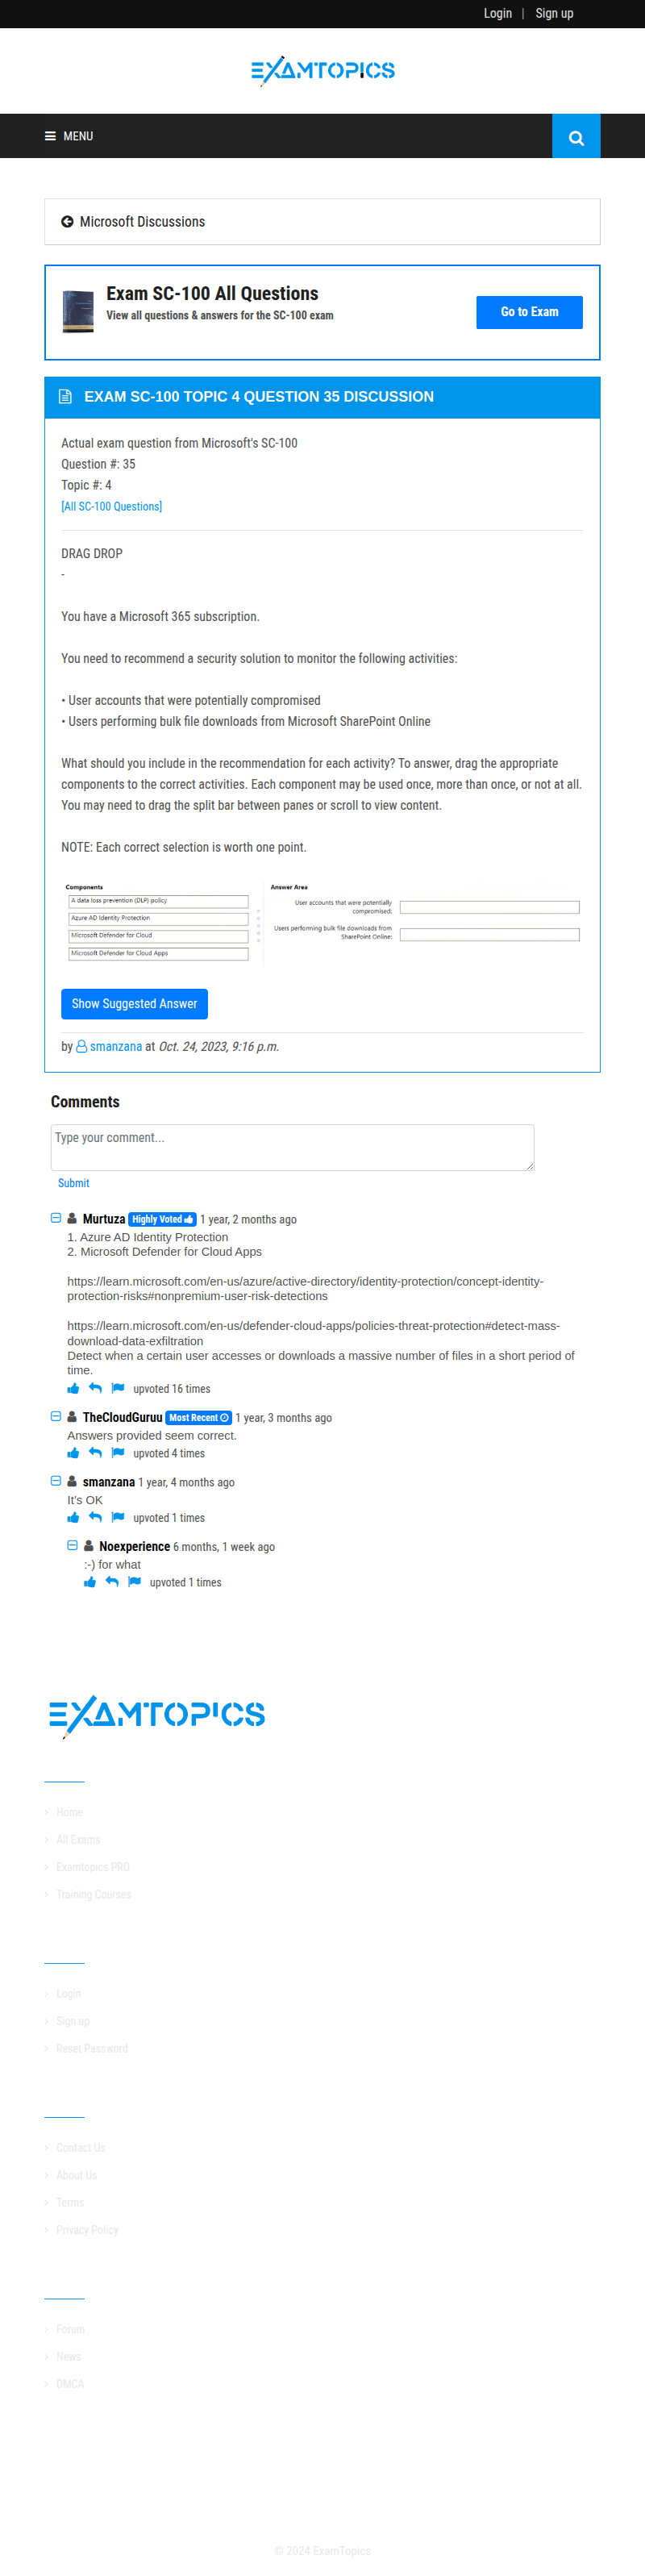 Login | Sign up
EXAMTOPICS
MENU
Microsoft Discussions
Exam SC-100 All Questions
View all questions & answers for the SC-100 exam
Go to Exam
EXAM SC-100 TOPIC 4 QUESTION 35 DISCUSSION
Actual exam question from Microsoft's SC-100
Question #: 35
Topic #: 4
[All SC-100 Questions]
DRAG DROP
-
You have a Microsoft 365 subscription.
You need to recommend a security solution to monitor the following activities:
• User accounts that were potentially compromised
• Users performing bulk file downloads from Microsoft SharePoint Online
What should you include in the recommendation for each activity? To answer, drag the appropriate
components to the correct activities. Each component may be used once, more than once, or not at all.
You may need to drag the split bar between panes or scroll to view content.
NOTE: Each correct selection is worth one point.
Components
A data loss prevention (DLP) policy
Azure AD Identity Protection
Microsoft Defender for Cloud
Microsoft Defender for Cloud Apps
Answer Area
User accounts that were potentially
compromised:
Users performing bulk file downloads from
SharePoint Online:
Show Suggested Answer
by smanzana at Oct. 24, 2023, 9:16 p.m.
Comments
Type your comment...
Submit
Murtuza Highly Voted 1 year, 2 months ago
1. Azure AD Identity Protection
2. Microsoft Defender for Cloud Apps
https://learn.microsoft.com/en-us/azure/active-directory/identity-protection/concept-identity-
protection-risks#nonpremium-user-risk-detections
https://learn.microsoft.com/en-us/defender-cloud-apps/policies-threat-protection#detect-mass-
download-data-exfiltration
Detect when a certain user accesses or downloads a massive number of files in a short period of
time.
upvoted 16 times
TheCloudGuruu Most Recent 1 year, 3 months ago
Answers provided seem correct.
upvoted 4 times
smanzana 1 year, 4 months ago
It's OK
upvoted 1 times
Noexperience 6 months, 1 week ago
:-) for what
upvoted 1 times
EXAMTOPICS
Home
All Exams
Examtopics PRO
Training Courses
Login
Sign up
Reset Password
Contact Us
About Us
Terms
Privacy Policy
Forum
News
DMCA
© 2024 ExamTopics